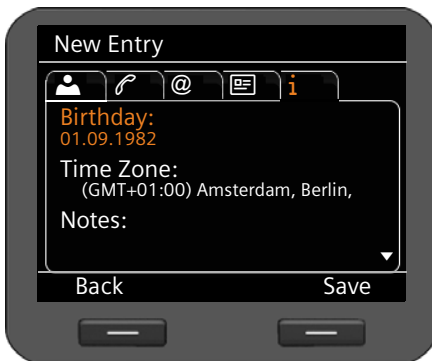 New Entry
@ i
Birthday:
01.09.1982
Time Zone:
(GMT+01:00) Amsterdam, Berlin,
Notes:
Back Save